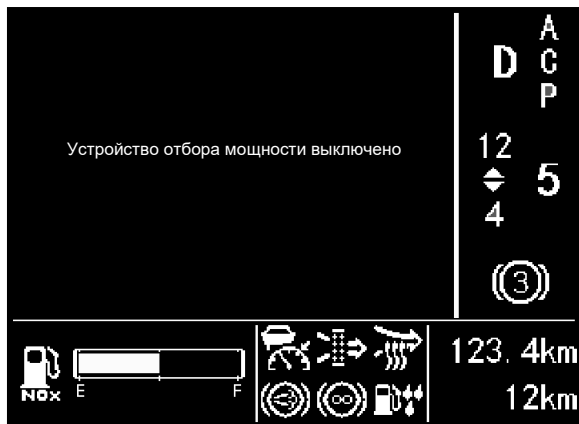 Устройство отбора мощности выключено
D
A
C
P
12
4
5
3
NOx
E
F
123. 4km
12km